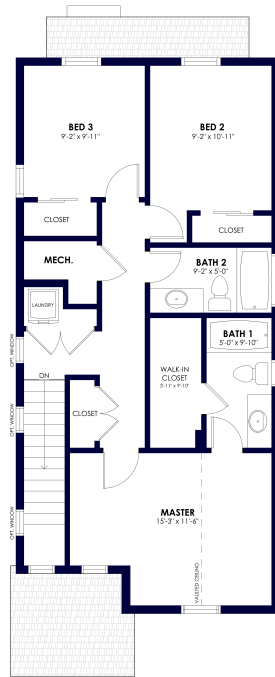 BED 3
9'-2" x 9'-11"
BED 2
9'-2" x 10'-11"
CLOSET
CLOSET
MECH.
BATH 2
9'-2" x 5'-0"
LAUNDRY
BATH 1
5'-0" x 9'-10"
OPT. WINDOW
WALK-IN
CLOSET
3'-11" x 9'-10"
DN
CLOSET
OPT. WINDOW
OPT. WINDOW
MASTER
15'-3" x 11'-6"
VAULTED CEILING